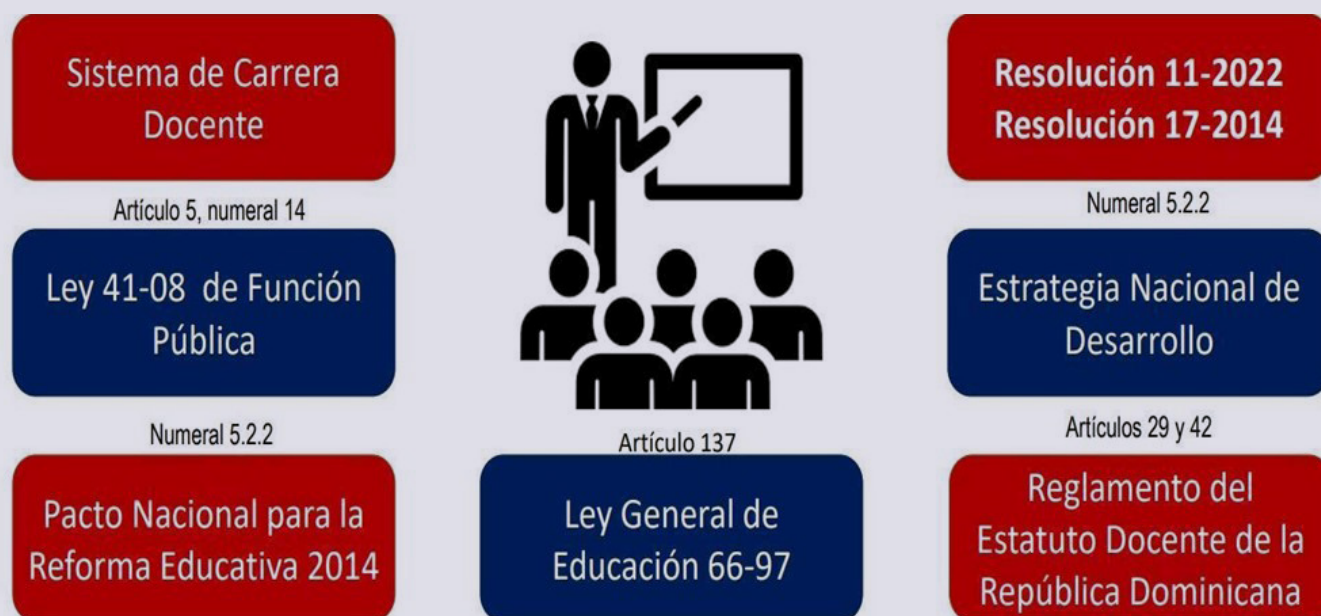 Sistema de Carrera
Docente
Artículo 5, numeral 14
Ley 41-08 de Función
Pública
Numeral 5.2.2
Pacto Nacional para la
Reforma Educativa 2014
Artículo 137
Ley General de
Educación 66-97
Resolución 11-2022
Resolución 17-2014
Numeral 5.2.2
Estrategia Nacional de
Desarrollo
Artículos 29 y 42
Reglamento del
Estatuto Docente de la
República Dominicana